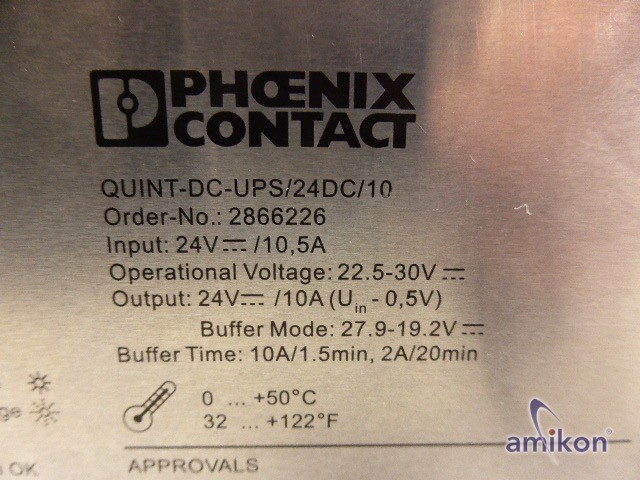 PHŒNIX
CONTACT
QUINT-DC-UPS/24DC/10
Order-No.: 2866226
Input: 24V⎓ /10,5A
Operational Voltage: 22.5-30V⎓
Output: 24V⎓ /10A (Uin - 0,5V)
Buffer Mode: 27.9-19.2V⎓
Buffer Time: 10A/1.5min, 2A/20min
0 ... +50°C
32 ... +122°F
amikon®
OK
APPROVALS